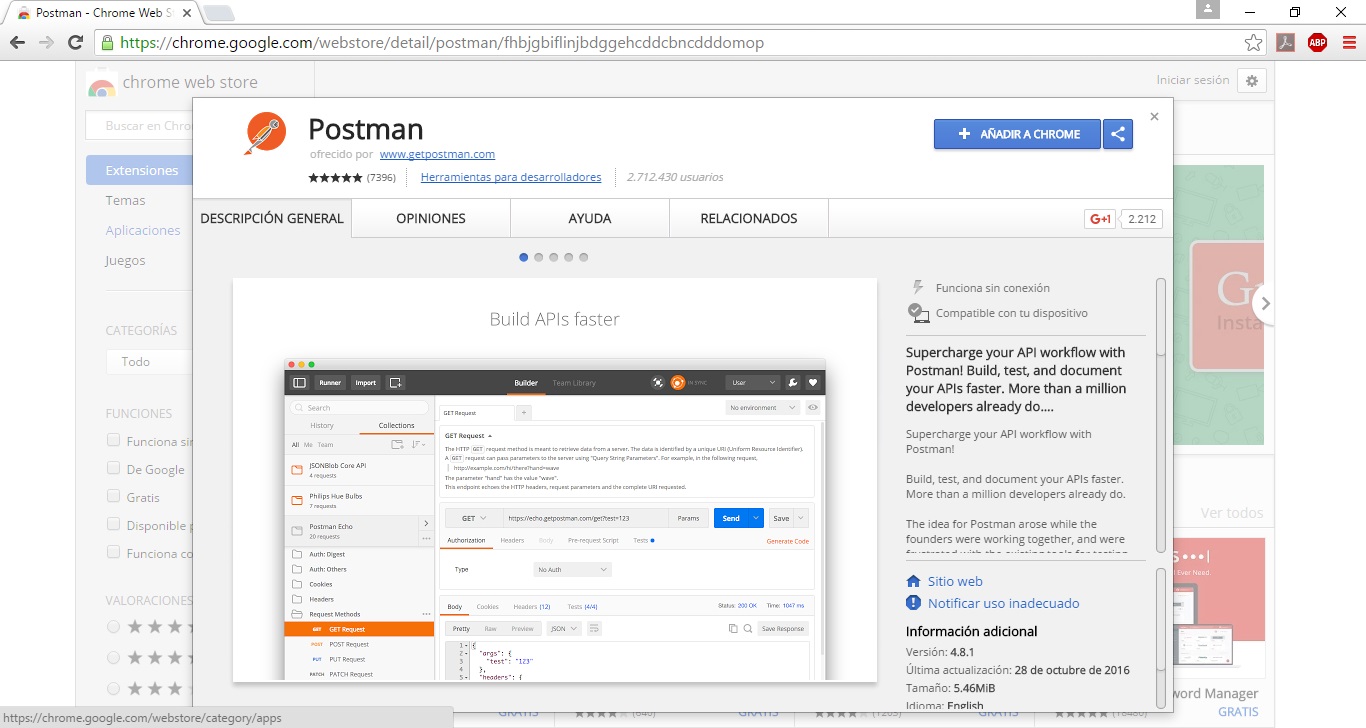 Postman - Chrome Web S
https://chrome.google.com/webstore/detail/postman/fhbjgbiflinjbdggehcddcbncdddomop
ABP
chrome web store
Iniciar sesión
Buscar en Chro
Extensiones
Temas
Aplicaciones
Juegos
CATEGORÍAS
Todo
FUNCIONES
Funciona sin
De Google
Gratis
Disponible p
Funciona co
VALORACIONES
Postman
ofrecido por www.getpostman.com
(7396) Herramientas para desarrolladores 2.712.430 usuarios
+ AÑADIR A CHROME
DESCRIPCIÓN GENERAL OPINIONES AYUDA RELACIONADOS
G+1 2.212
Build APIs faster
Runner Import Builder Team Library IN SYNC User
Search
History Collections
All Me Team
JSONBlob Core API
4 requests
Philips Hue Bulbs
7 requests
Postman Echo
20 requests
Auth: Digest
Auth: Others
Cookies
Headers
Request Methods
GET GET Request
POST POST Request
PUT PUT Request
PATCH PATCH Request
GET Request + No environment
GET Request
The HTTP GET request method is meant to retrieve data from a server. The data is identified by a unique URI (Uniform Resource Identifier).
A GET request can pass parameters to the server using "Query String Parameters". For example, in the following request,
http://example.com/hi/there?hand=wave
The parameter "hand" has the value "wave".
This endpoint echoes the HTTP headers, request parameters and the complete URI requested.
GET https://echo.getpostman.com/get?test=123 Params Send Save
Authorization Headers Body Pre-request Script Tests Generate Code
Type No Auth
Body Cookies Headers (12) Tests (4/4) Status: 200 OK Time: 1047 ms
Pretty Raw Preview JSON Save Response
1 {
2 "args": {
3 "test": "123"
4 },
5 "headers": {
Funciona sin conexión
Compatible con tu dispositivo
Supercharge your API workflow with
Postman! Build, test, and document
your APIs faster. More than a million
developers already do....
Supercharge your API workflow with
Postman!
Build, test, and document your APIs faster.
More than a million developers already do.
The idea for Postman arose while the
founders were working together, and were
frustrated with the existing tools for testing
Sitio web
Notificar uso inadecuado
Información adicional
Versión: 4.8.1
Última actualización: 28 de octubre de 2016
Tamaño: 5.46MiB
Idioma: English
Insta
Ver todos
Ever Need.
word Manager
GRATIS
https://chrome.google.com/webstore/category/apps
GRATIS (640) GRATIS (1203) GRATIS (18480)